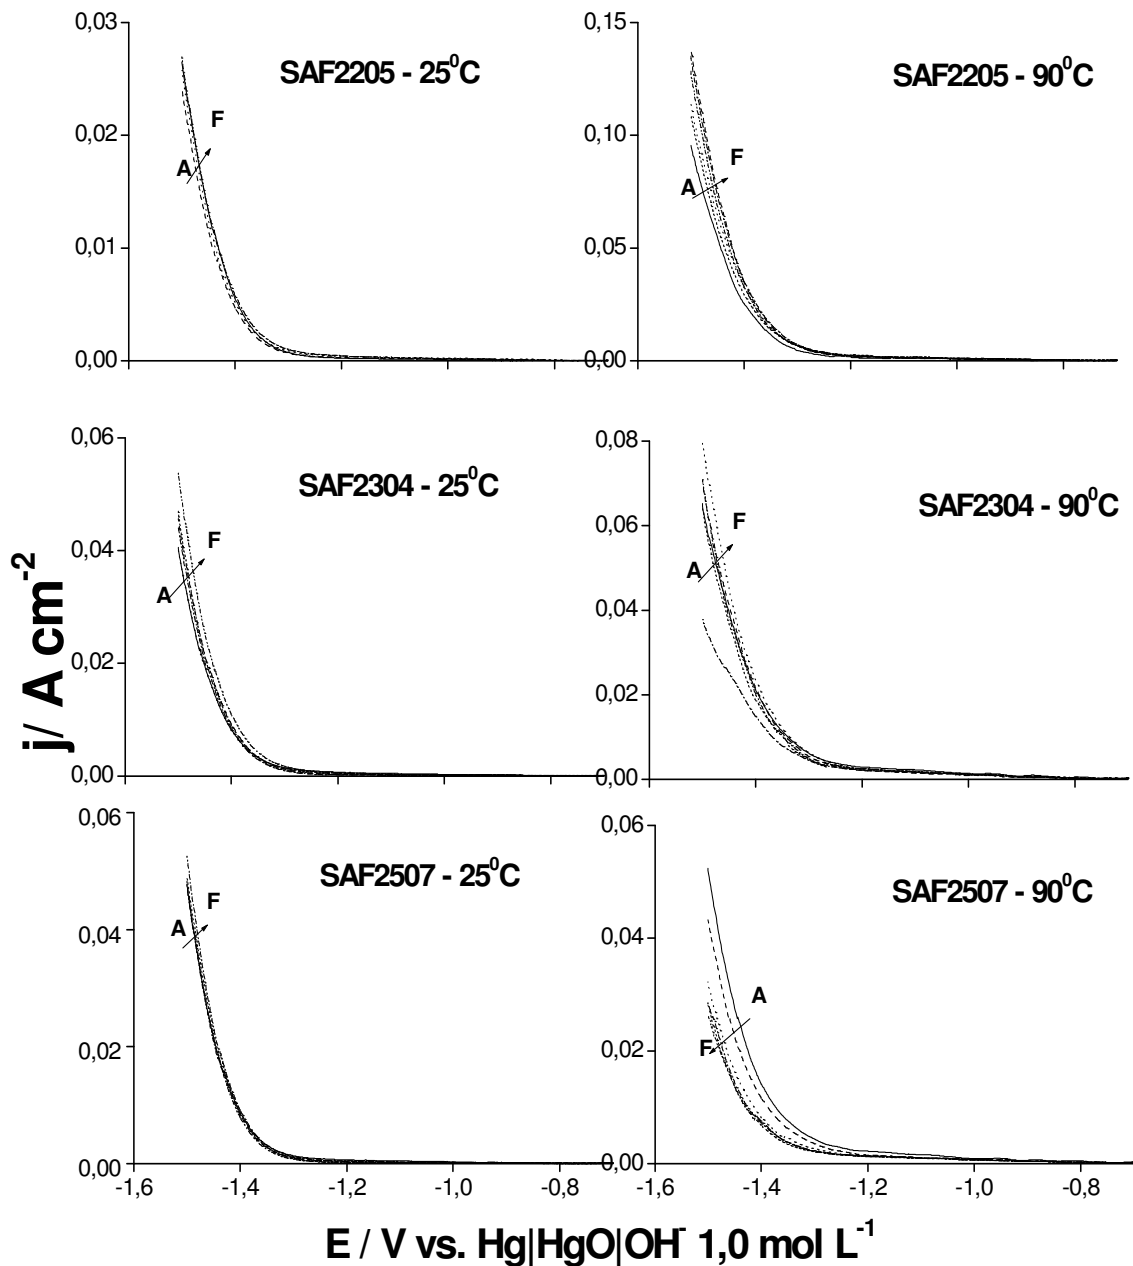 0,03
0,02
0,01
0,00
SAF2205 - 25⁰C
F
A
0,15
0,10
0,05
0,00
SAF2205 - 90⁰C
F
A
0,06
0,04
0,02
0,00
SAF2304 - 25⁰C
F
A
0,08
0,06
0,04
0,02
0,00
SAF2304 - 90⁰C
F
A
j/ A cm⁻²
0,06
0,04
0,02
0,00
SAF2507 - 25⁰C
F
A
-1,6 -1,4 -1,2 -1,0 -0,8
0,06
0,04
0,02
0,00
SAF2507 - 90⁰C
A
F
-1,6 -1,4 -1,2 -1,0 -0,8
E / V vs. Hg|HgO|OH⁻ 1,0 mol L⁻¹